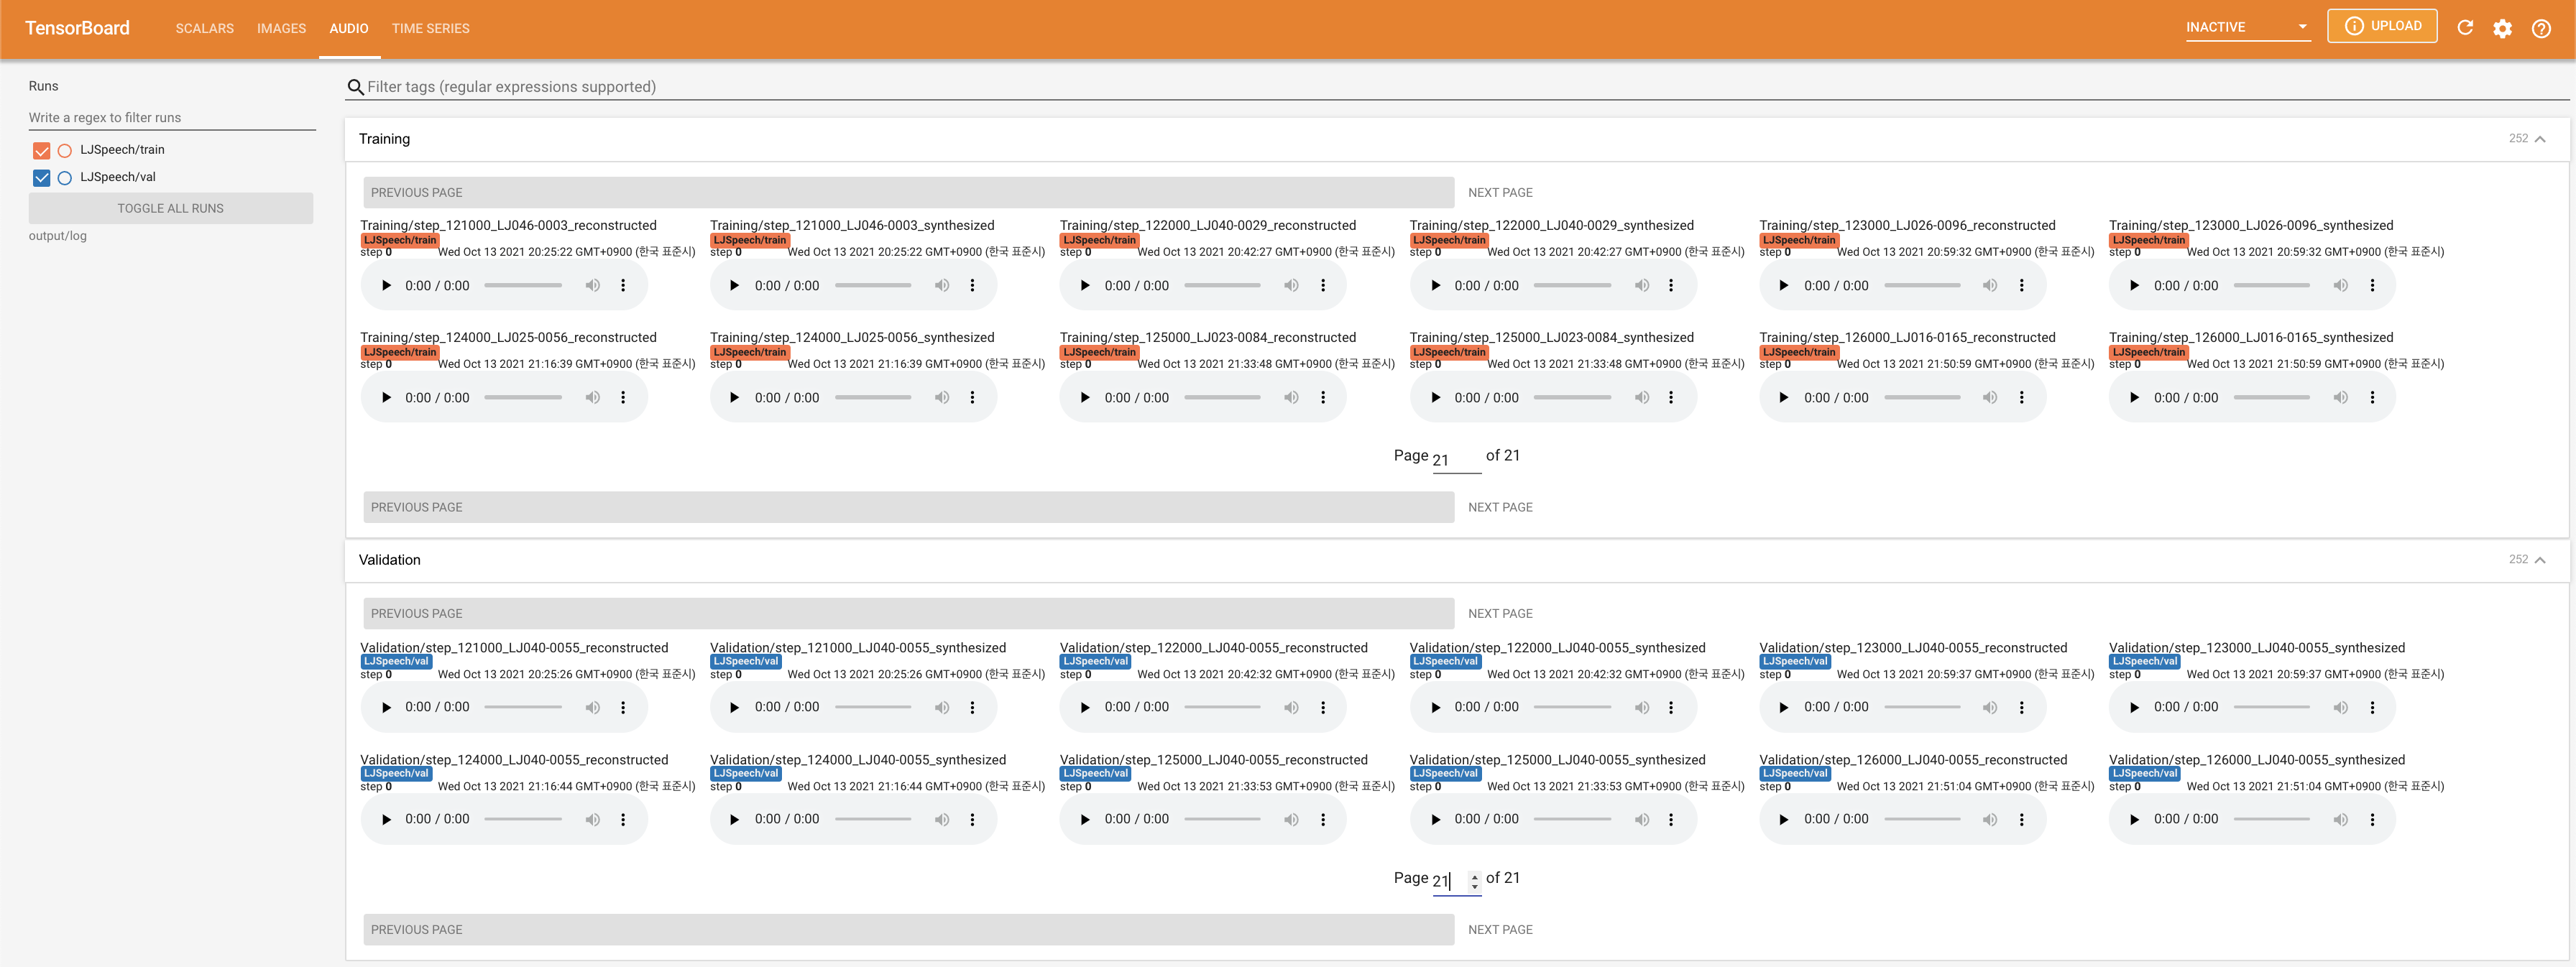 TensorBoard SCALARS IMAGES AUDIO TIME SERIES INACTIVE UPLOAD
Runs
Write a regex to filter runs
LJSpeech/train
LJSpeech/val
TOGGLE ALL RUNS
output/log
Filter tags (regular expressions supported)
Training 252
PREVIOUS PAGE NEXT PAGE
Training/step_121000_LJ046-0003_reconstructed Training/step_121000_LJ046-0003_synthesized Training/step_122000_LJ040-0029_reconstructed Training/step_122000_LJ040-0029_synthesized Training/step_123000_LJ026-0096_reconstructed Training/step_123000_LJ026-0096_synthesized
LJSpeech/train LJSpeech/train LJSpeech/train LJSpeech/train LJSpeech/train LJSpeech/train
step 0 Wed Oct 13 2021 20:25:22 GMT+0900 (한국 표준시) step 0 Wed Oct 13 2021 20:25:22 GMT+0900 (한국 표준시) step 0 Wed Oct 13 2021 20:42:27 GMT+0900 (한국 표준시) step 0 Wed Oct 13 2021 20:42:27 GMT+0900 (한국 표준시) step 0 Wed Oct 13 2021 20:59:32 GMT+0900 (한국 표준시) step 0 Wed Oct 13 2021 20:59:32 GMT+0900 (한국 표준시)
0:00 / 0:00 0:00 / 0:00 0:00 / 0:00 0:00 / 0:00 0:00 / 0:00 0:00 / 0:00
Training/step_124000_LJ025-0056_reconstructed Training/step_124000_LJ025-0056_synthesized Training/step_125000_LJ023-0084_reconstructed Training/step_125000_LJ023-0084_synthesized Training/step_126000_LJ016-0165_reconstructed Training/step_126000_LJ016-0165_synthesized
LJSpeech/train LJSpeech/train LJSpeech/train LJSpeech/train LJSpeech/train LJSpeech/train
step 0 Wed Oct 13 2021 21:16:39 GMT+0900 (한국 표준시) step 0 Wed Oct 13 2021 21:16:39 GMT+0900 (한국 표준시) step 0 Wed Oct 13 2021 21:33:48 GMT+0900 (한국 표준시) step 0 Wed Oct 13 2021 21:33:48 GMT+0900 (한국 표준시) step 0 Wed Oct 13 2021 21:50:59 GMT+0900 (한국 표준시) step 0 Wed Oct 13 2021 21:50:59 GMT+0900 (한국 표준시)
0:00 / 0:00 0:00 / 0:00 0:00 / 0:00 0:00 / 0:00 0:00 / 0:00 0:00 / 0:00
Page 21 of 21
PREVIOUS PAGE NEXT PAGE
Validation 252
PREVIOUS PAGE NEXT PAGE
Validation/step_121000_LJ040-0055_reconstructed Validation/step_121000_LJ040-0055_synthesized Validation/step_122000_LJ040-0055_reconstructed Validation/step_122000_LJ040-0055_synthesized Validation/step_123000_LJ040-0055_reconstructed Validation/step_123000_LJ040-0055_synthesized
LJSpeech/val LJSpeech/val LJSpeech/val LJSpeech/val LJSpeech/val LJSpeech/val
step 0 Wed Oct 13 2021 20:25:26 GMT+0900 (한국 표준시) step 0 Wed Oct 13 2021 20:25:26 GMT+0900 (한국 표준시) step 0 Wed Oct 13 2021 20:42:32 GMT+0900 (한국 표준시) step 0 Wed Oct 13 2021 20:42:32 GMT+0900 (한국 표준시) step 0 Wed Oct 13 2021 20:59:37 GMT+0900 (한국 표준시) step 0 Wed Oct 13 2021 20:59:37 GMT+0900 (한국 표준시)
0:00 / 0:00 0:00 / 0:00 0:00 / 0:00 0:00 / 0:00 0:00 / 0:00 0:00 / 0:00
Validation/step_124000_LJ040-0055_reconstructed Validation/step_124000_LJ040-0055_synthesized Validation/step_125000_LJ040-0055_reconstructed Validation/step_125000_LJ040-0055_synthesized Validation/step_126000_LJ040-0055_reconstructed Validation/step_126000_LJ040-0055_synthesized
LJSpeech/val LJSpeech/val LJSpeech/val LJSpeech/val LJSpeech/val LJSpeech/val
step 0 Wed Oct 13 2021 21:16:44 GMT+0900 (한국 표준시) step 0 Wed Oct 13 2021 21:16:44 GMT+0900 (한국 표준시) step 0 Wed Oct 13 2021 21:33:53 GMT+0900 (한국 표준시) step 0 Wed Oct 13 2021 21:33:53 GMT+0900 (한국 표준시) step 0 Wed Oct 13 2021 21:51:04 GMT+0900 (한국 표준시) step 0 Wed Oct 13 2021 21:51:04 GMT+0900 (한국 표준시)
0:00 / 0:00 0:00 / 0:00 0:00 / 0:00 0:00 / 0:00 0:00 / 0:00 0:00 / 0:00
Page 21 of 21
PREVIOUS PAGE NEXT PAGE